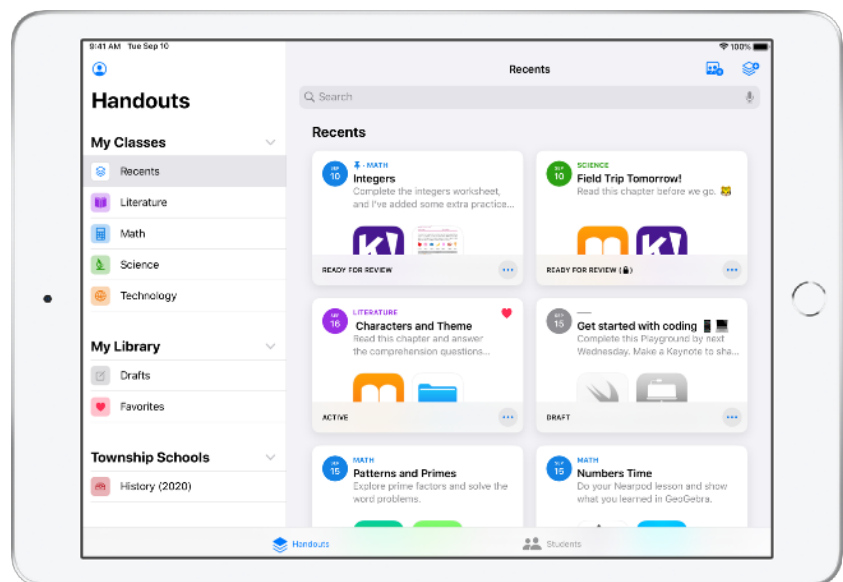 9:41 AM Tue Sep 10
100%
Handouts
My Classes
Recents
Literature
Math
Science
Technology
My Library
Drafts
Favorites
Township Schools
History (2020)
Recents
Search
Recents
SEP
10
MATH
Integers
Complete the integers worksheet,
and I've added some extra practice...
K!
READY FOR REVIEW
SEP
10
SCIENCE
Field Trip Tomorrow!
Read this chapter before we go. 🐯
K!
READY FOR REVIEW (🔒)
SEP
16
LITERATURE
Characters and Theme
Read this chapter and answer
the comprehension questions...
ACTIVE
SEP
15
Get started with coding 📱 💻
Complete this Playground by next
Wednesday. Make a Keynote to sha...
DRAFT
SEP
15
MATH
Patterns and Primes
Explore prime factors and solve the
word problems.
SEP
15
MATH
Numbers Time
Do your Nearpod lesson and show
what you learned in GeoGebra.
Handouts
Students